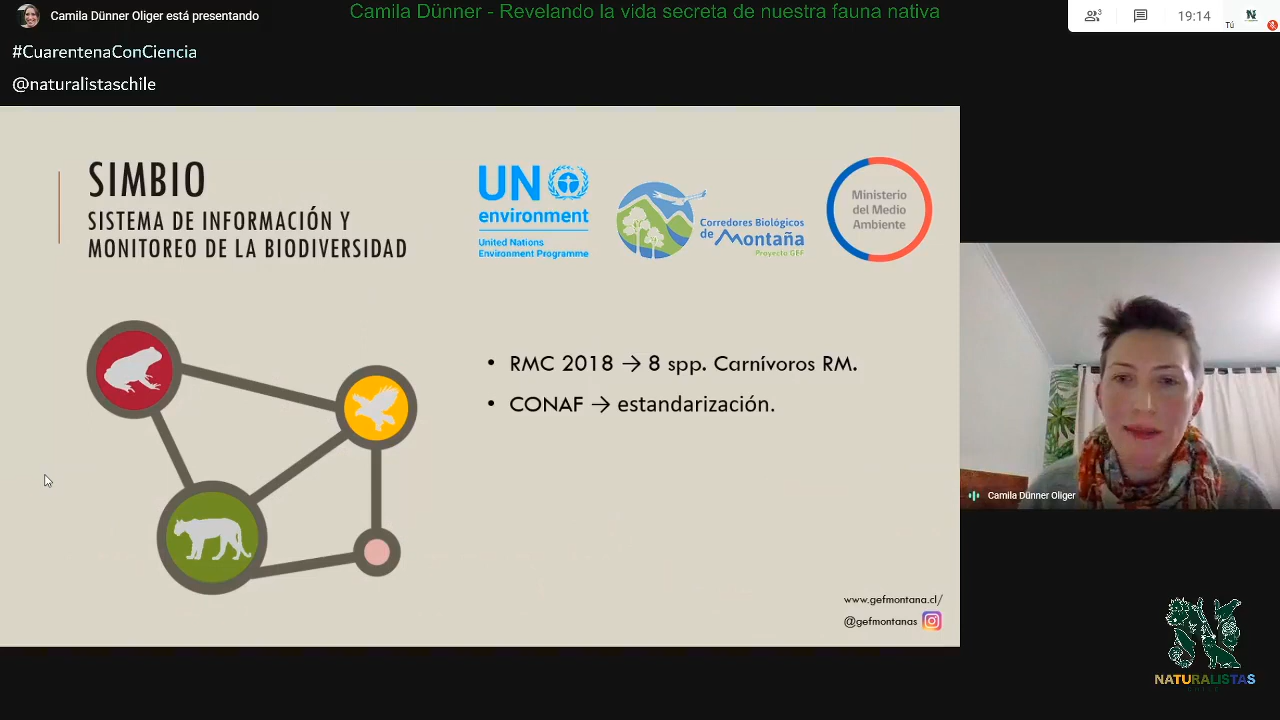 Camila Dünner Oliger está presentando
Camila Dünner - Revelando la vida secreta de nuestra fauna nativa
3
19:14
Tú
#CuarentenaConCiencia
@naturalistaschile
SIMBIO
SISTEMA DE INFORMACIÓN Y
MONITOREO DE LA BIODIVERSIDAD
UN
environment
United Nations
Environment Programme
Corredores Biológicos
de Montaña
Proyecto GEF
Ministerio
del Medio
Ambiente
• RMC 2018 → 8 spp. Carnívoros RM.
• CONAF → estandarización.
Camila Dünner Oliger
www.gefmontana.cl/
@gefmontanas
NATURALISTAS
CHILE